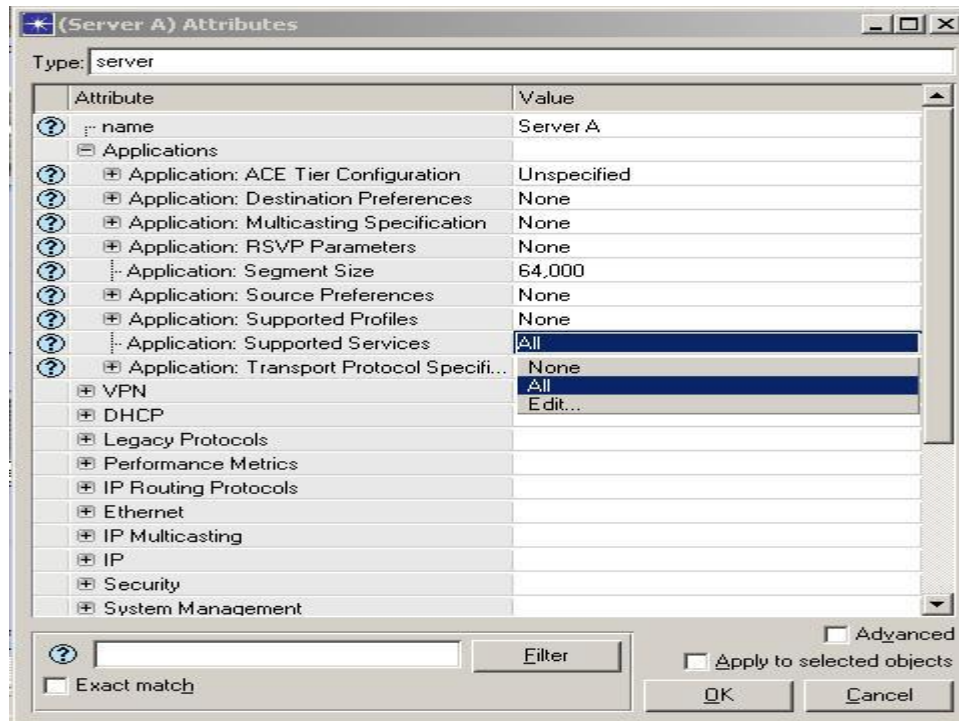 (Server A) Attributes
Type: server
Attribute Value
name Server A
Applications
Application: ACE Tier Configuration Unspecified
Application: Destination Preferences None
Application: Multicasting Specification None
Application: RSVP Parameters None
Application: Segment Size 64,000
Application: Source Preferences None
Application: Supported Profiles None
Application: Supported Services All
Application: Transport Protocol Specifi... None
VPN All
DHCP Edit...
Legacy Protocols
Performance Metrics
IP Routing Protocols
Ethernet
IP Multicasting
IP
Security
System Management
Advanced
Filter
Apply to selected objects
Exact match
OK Cancel